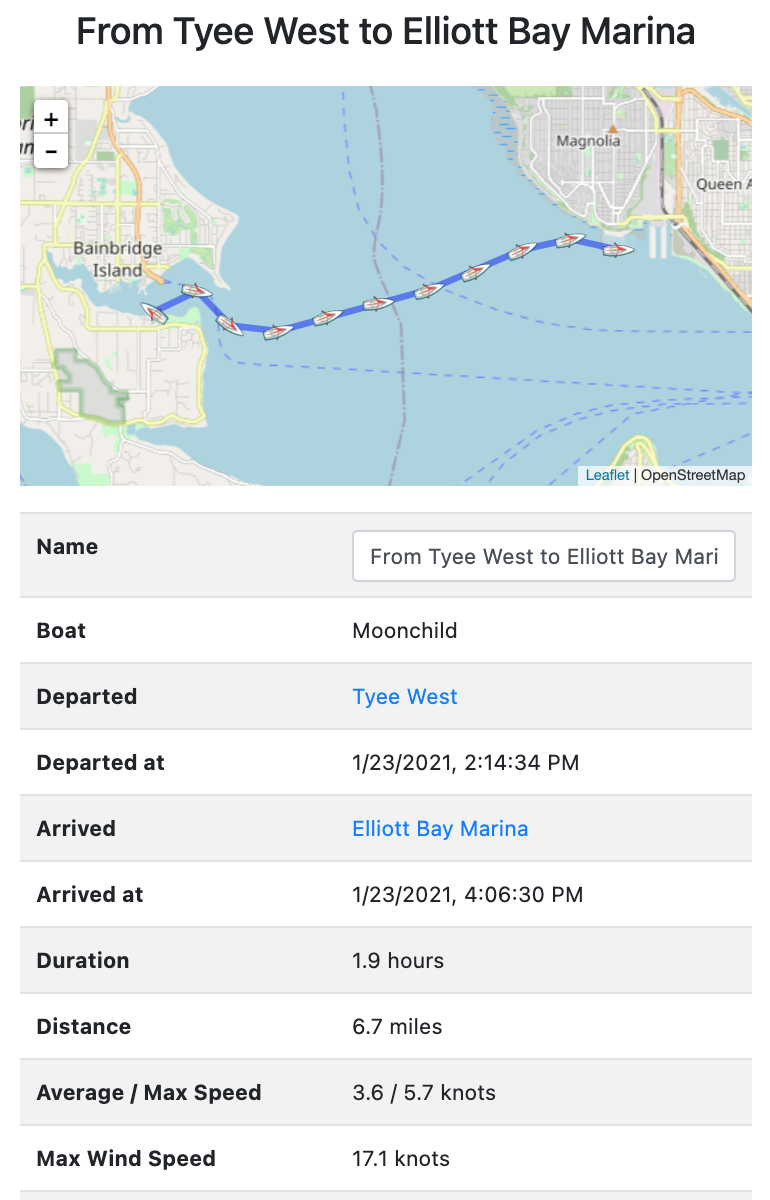 From Tyee West to Elliott Bay Marina
+
−
Magnolia
Queen A
Bainbridge
Island
Leaflet | OpenStreetMap
Name
From Tyee West to Elliott Bay Mari
Boat
Moonchild
Departed
Tyee West
Departed at
1/23/2021, 2:14:34 PM
Arrived
Elliott Bay Marina
Arrived at
1/23/2021, 4:06:30 PM
Duration
1.9 hours
Distance
6.7 miles
Average / Max Speed
3.6 / 5.7 knots
Max Wind Speed
17.1 knots